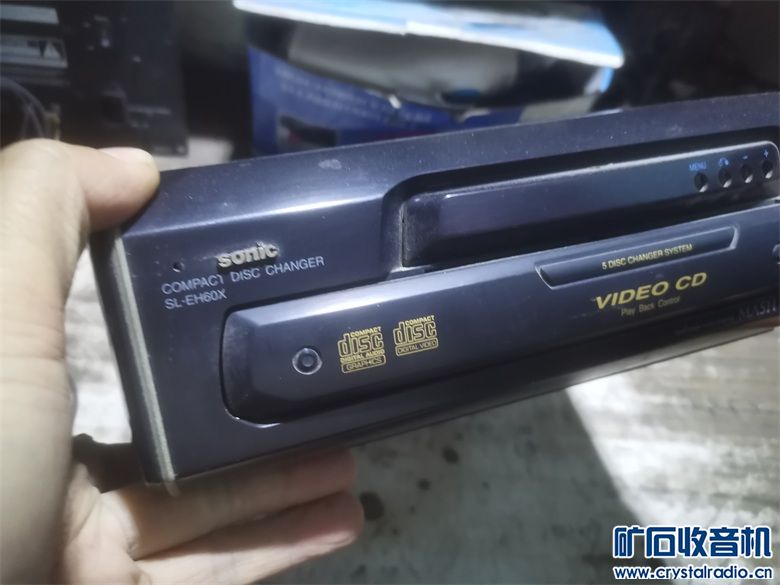 MENU
sonic
COMPACT DISC CHANGER
SL-EH60X
5 DISC CHANGER SYSTEM
VIDEO CD
Play Back Control
COMPACT
disc
DIGITAL AUDIO
GRAPHICS
COMPACT
disc
DIGITAL VIDEO
MASH
矿石收音机
www.crystalradio.cn